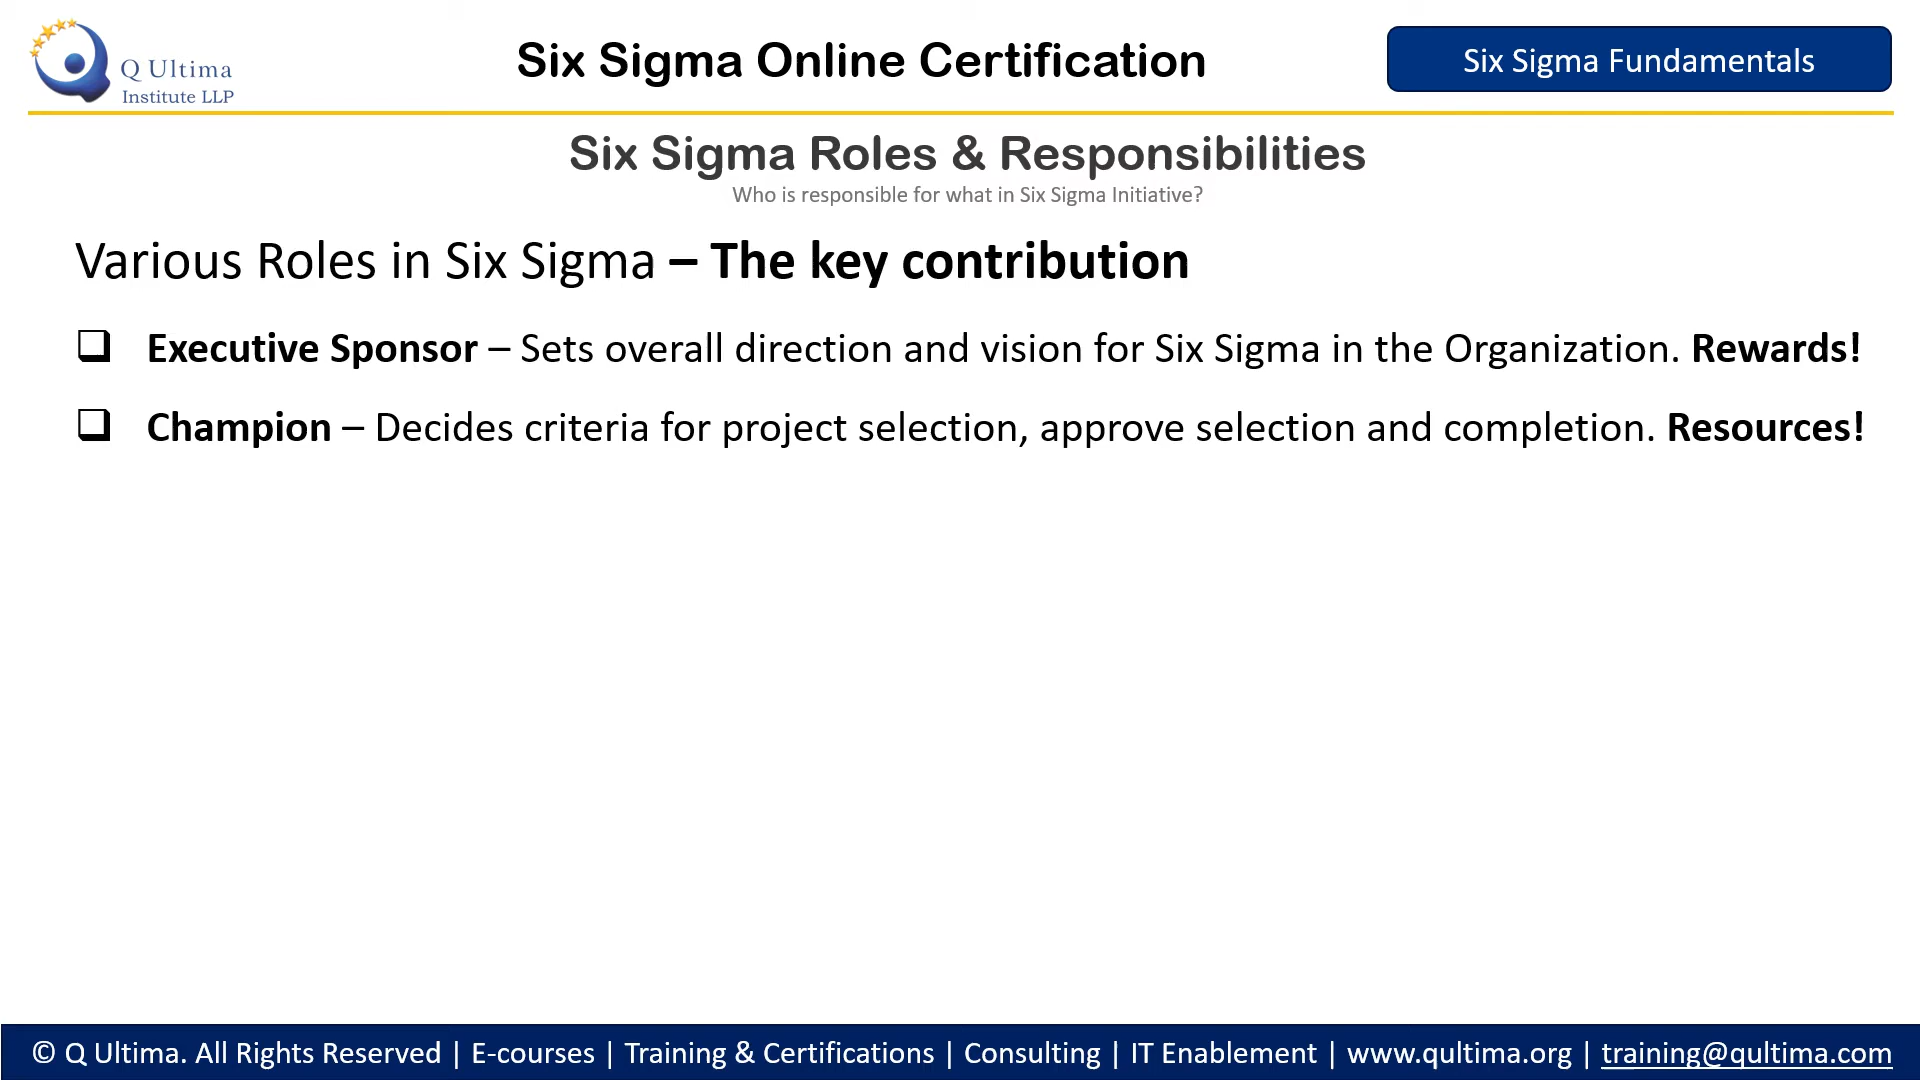 Q Ultima
Institute LLP
Six Sigma Online Certification
Six Sigma Fundamentals
Six Sigma Roles & Responsibilities
Who is responsible for what in Six Sigma Initiative?
Various Roles in Six Sigma – The key contribution
❑ Executive Sponsor – Sets overall direction and vision for Six Sigma in the Organization. Rewards!
❑ Champion – Decides criteria for project selection, approve selection and completion. Resources!
© Q Ultima. All Rights Reserved | E-courses | Training & Certifications | Consulting | IT Enablement | www.qultima.org | training@qultima.com